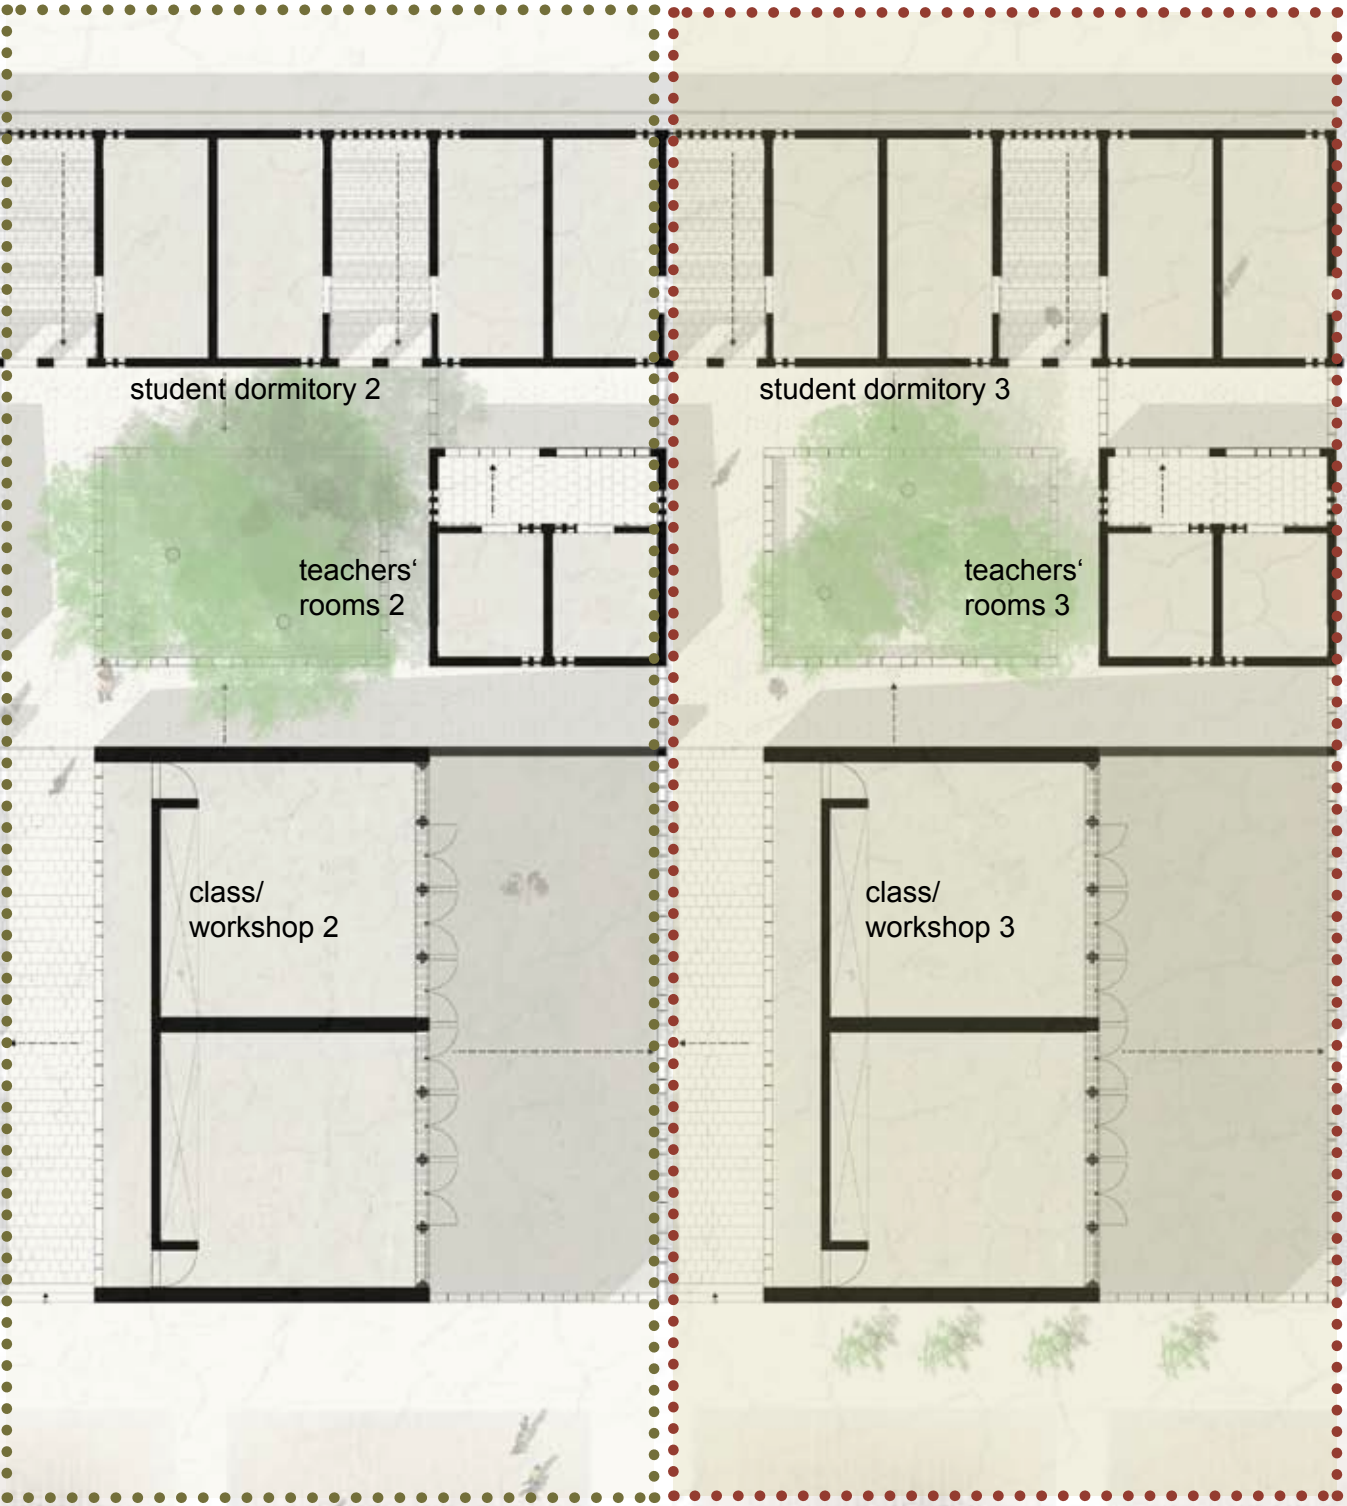 student dormitory 2
student dormitory 3
teachers‘
rooms 2
teachers‘
rooms 3
class/
workshop 2
class/
workshop 3